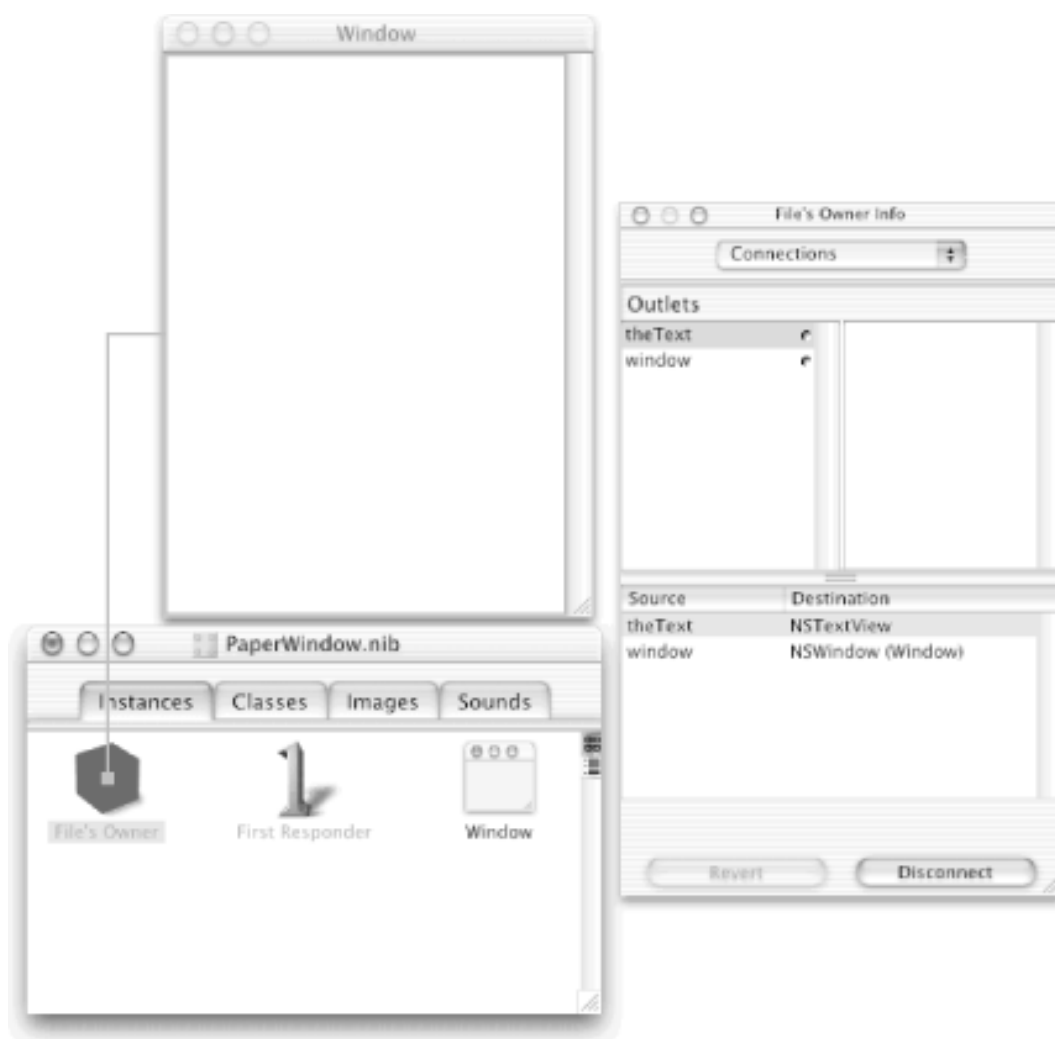 Window
File's Owner Info
Connections
Outlets
theText
window
Source Destination
theText NSTextView
window NSWindow (Window)
Revert Disconnect
PaperWindow.nib
Instances Classes Images Sounds
File's Owner First Responder Window